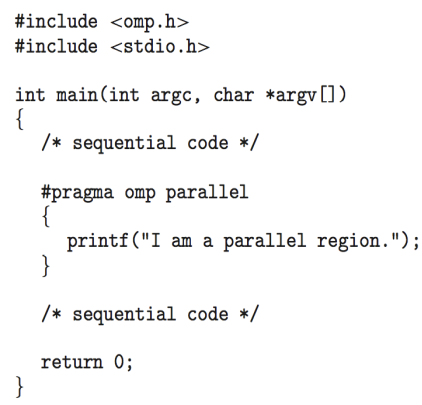 #include <omp.h>
#include <stdio.h>
int main(int argc, char *argv[])
{
/* sequential code */
#pragma omp parallel
{
printf("I am a parallel region.");
}
/* sequential code */
return 0;
}